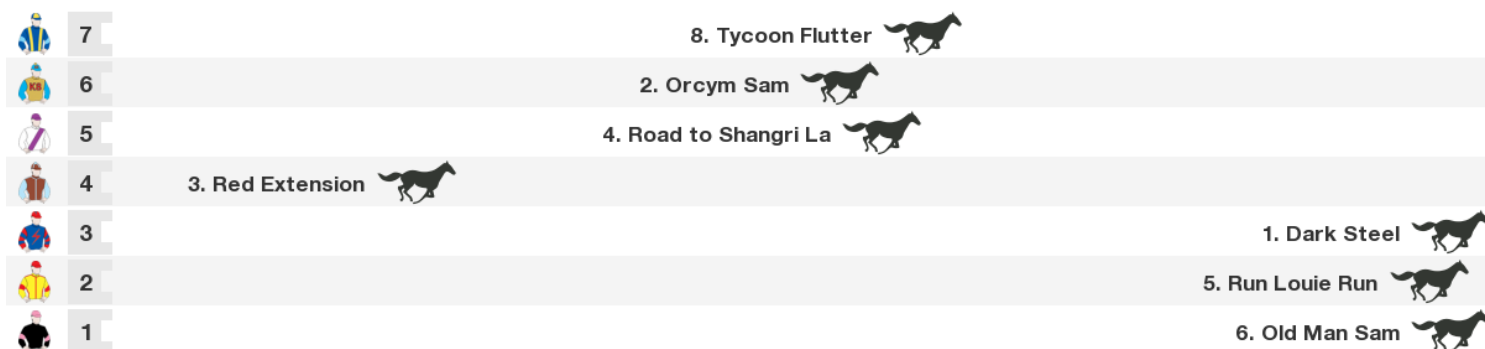 7 8. Tycoon Flutter
KB
6 2. Orcym Sam
5 4. Road to Shangri La
4 3. Red Extension
3 1. Dark Steel
2 5. Run Louie Run
1 6. Old Man Sam